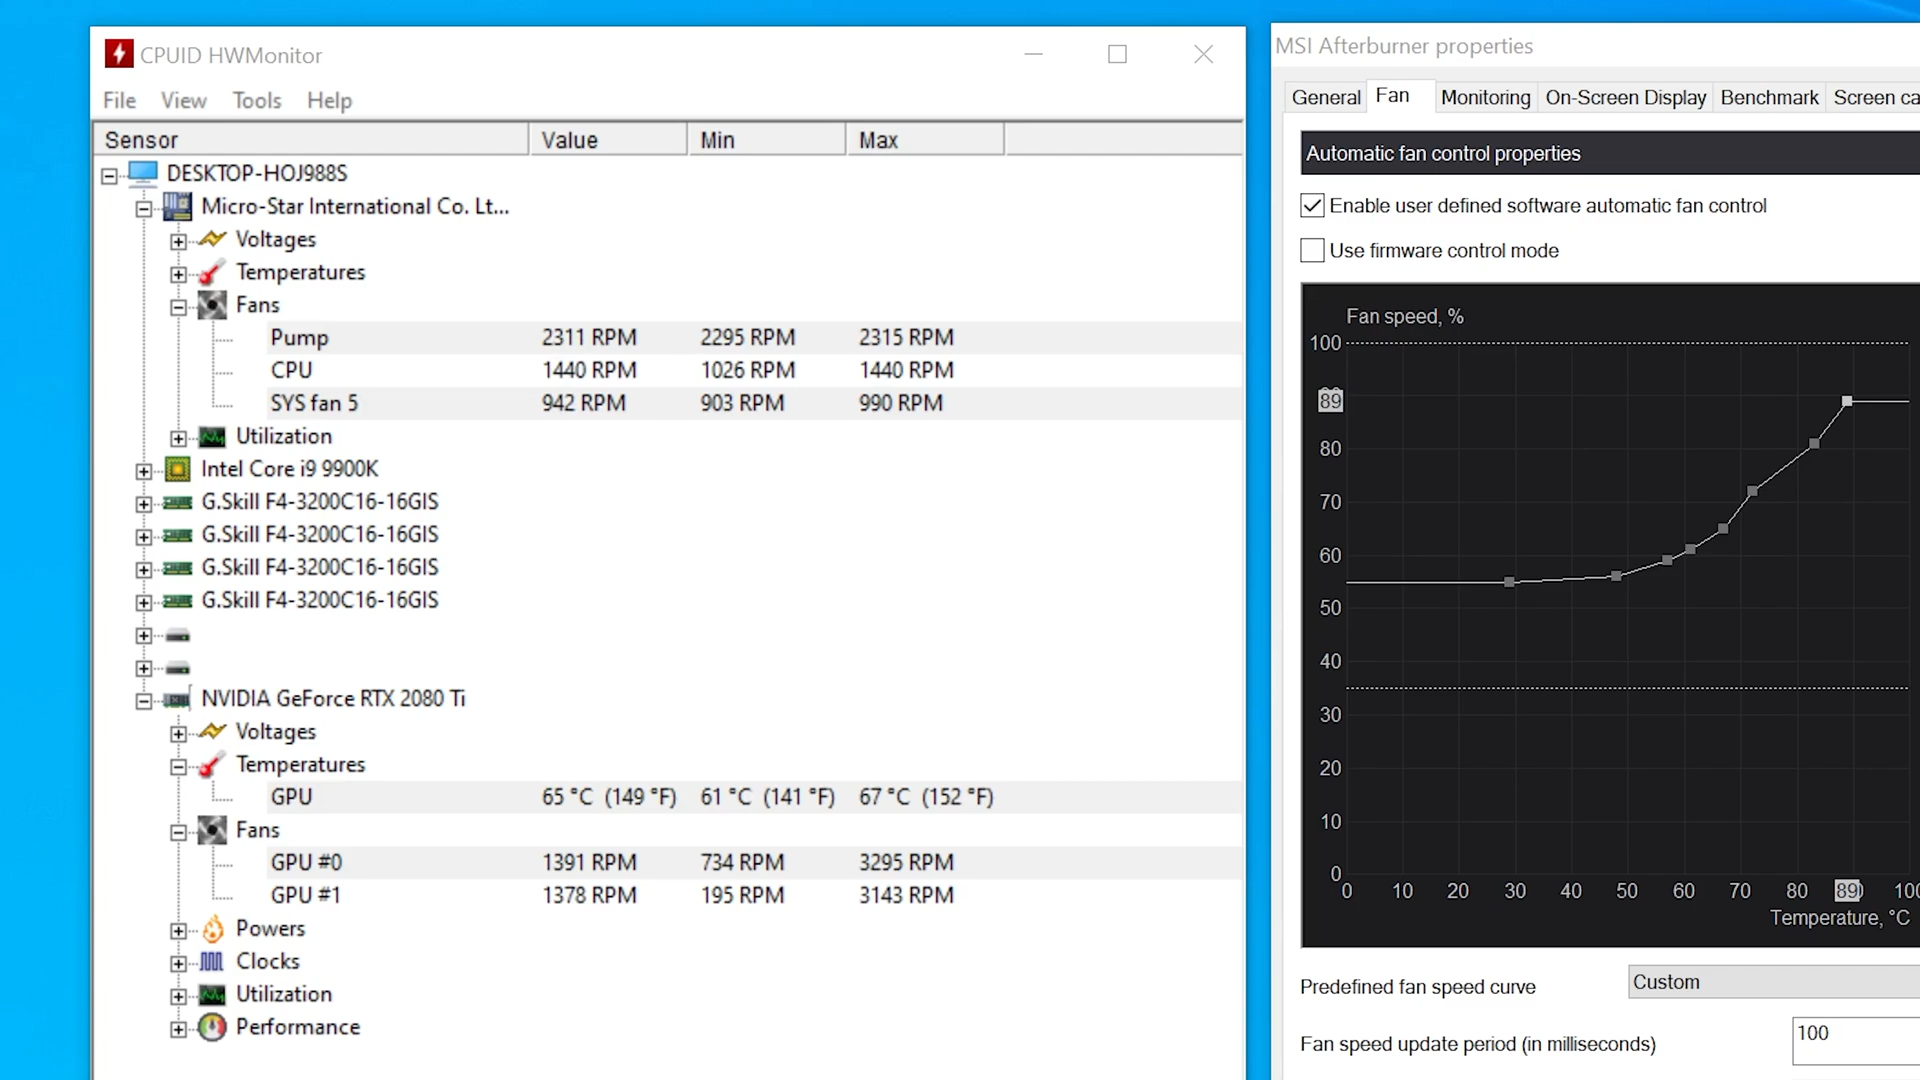 CPUID HWMonitor
File View Tools Help
Sensor Value Min Max
DESKTOP-HOJ988S
Micro-Star International Co. Lt...
Voltages
Temperatures
Fans
Pump 2311 RPM 2295 RPM 2315 RPM
CPU 1440 RPM 1026 RPM 1440 RPM
SYS fan 5 942 RPM 903 RPM 990 RPM
Utilization
Intel Core i9 9900K
G.Skill F4-3200C16-16GIS
G.Skill F4-3200C16-16GIS
G.Skill F4-3200C16-16GIS
G.Skill F4-3200C16-16GIS
NVIDIA GeForce RTX 2080 Ti
Voltages
Temperatures
GPU 65 °C (149 °F) 61 °C (141 °F) 67 °C (152 °F)
Fans
GPU #0 1391 RPM 734 RPM 3295 RPM
GPU #1 1378 RPM 195 RPM 3143 RPM
Powers
Clocks
Utilization
Performance
MSI Afterburner properties
General Fan Monitoring On-Screen Display Benchmark Screen ca
Automatic fan control properties
Enable user defined software automatic fan control
Use firmware control mode
Fan speed, %
100
89
80
70
60
50
40
30
20
10
0
0 10 20 30 40 50 60 70 80 89 100
Temperature, °C
Predefined fan speed curve Custom
Fan speed update period (in milliseconds) 100